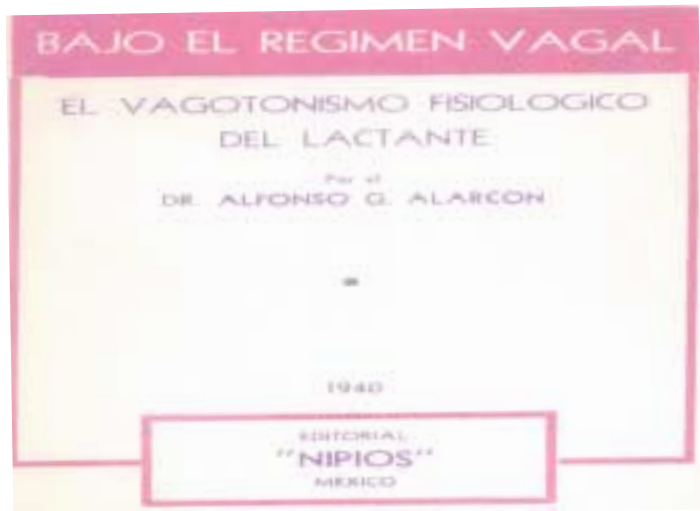 BAJO EL REGIMEN VAGAL
EL VAGOTONISMO FISIOLOGICO
DEL LACTANTE
Por el
DR. ALFONSO G. ALARCON
1940
EDITORIAL
"NIPIOS"
MEXICO